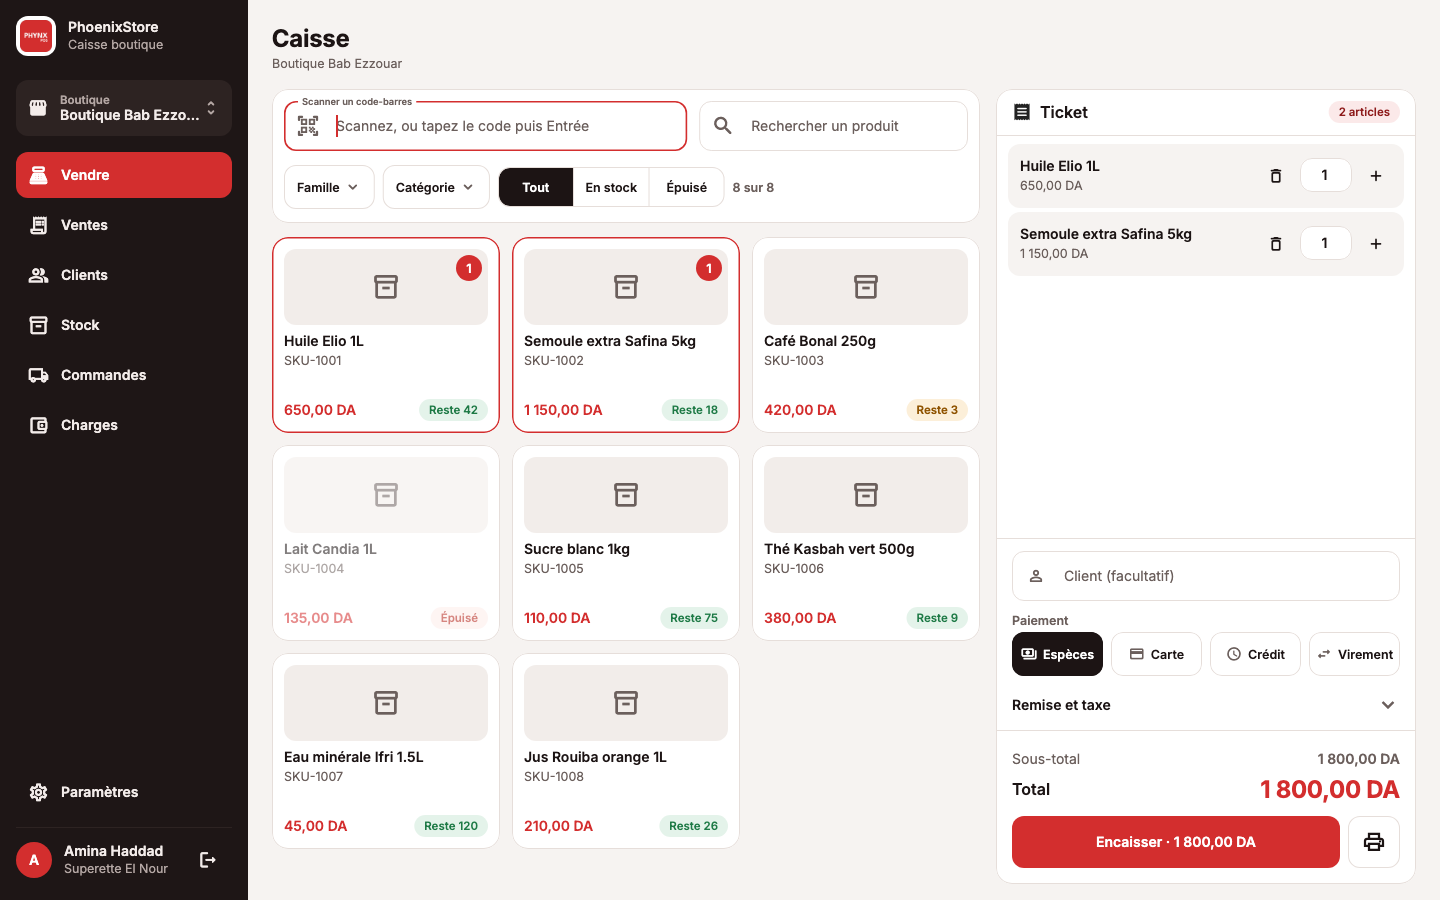 PHYNX
POS
PhoenixStore
Caisse boutique
Boutique
Boutique Bab Ezzo...
Vendre
Ventes
Clients
Stock
Commandes
Charges
Paramètres
A
Amina Haddad
Superette El Nour
Caisse
Boutique Bab Ezzouar
Scanner un code-barres
Scannez, ou tapez le code puis Entrée
Rechercher un produit
Famille
Catégorie
Tout
En stock
Épuisé
8 sur 8
1
Huile Elio 1L
SKU-1001
650,00 DA
Reste 42
1
Semoule extra Safina 5kg
SKU-1002
1 150,00 DA
Reste 18
Café Bonal 250g
SKU-1003
420,00 DA
Reste 3
Lait Candia 1L
SKU-1004
135,00 DA
Épuisé
Sucre blanc 1kg
SKU-1005
110,00 DA
Reste 75
Thé Kasbah vert 500g
SKU-1006
380,00 DA
Reste 9
Eau minérale Ifri 1.5L
SKU-1007
45,00 DA
Reste 120
Jus Rouiba orange 1L
SKU-1008
210,00 DA
Reste 26
Ticket
2 articles
Huile Elio 1L
650,00 DA
1
Semoule extra Safina 5kg
1 150,00 DA
1
Client (facultatif)
Paiement
Espèces
Carte
Crédit
Virement
Remise et taxe
Sous-total
1 800,00 DA
Total
1 800,00 DA
Encaisser · 1 800,00 DA